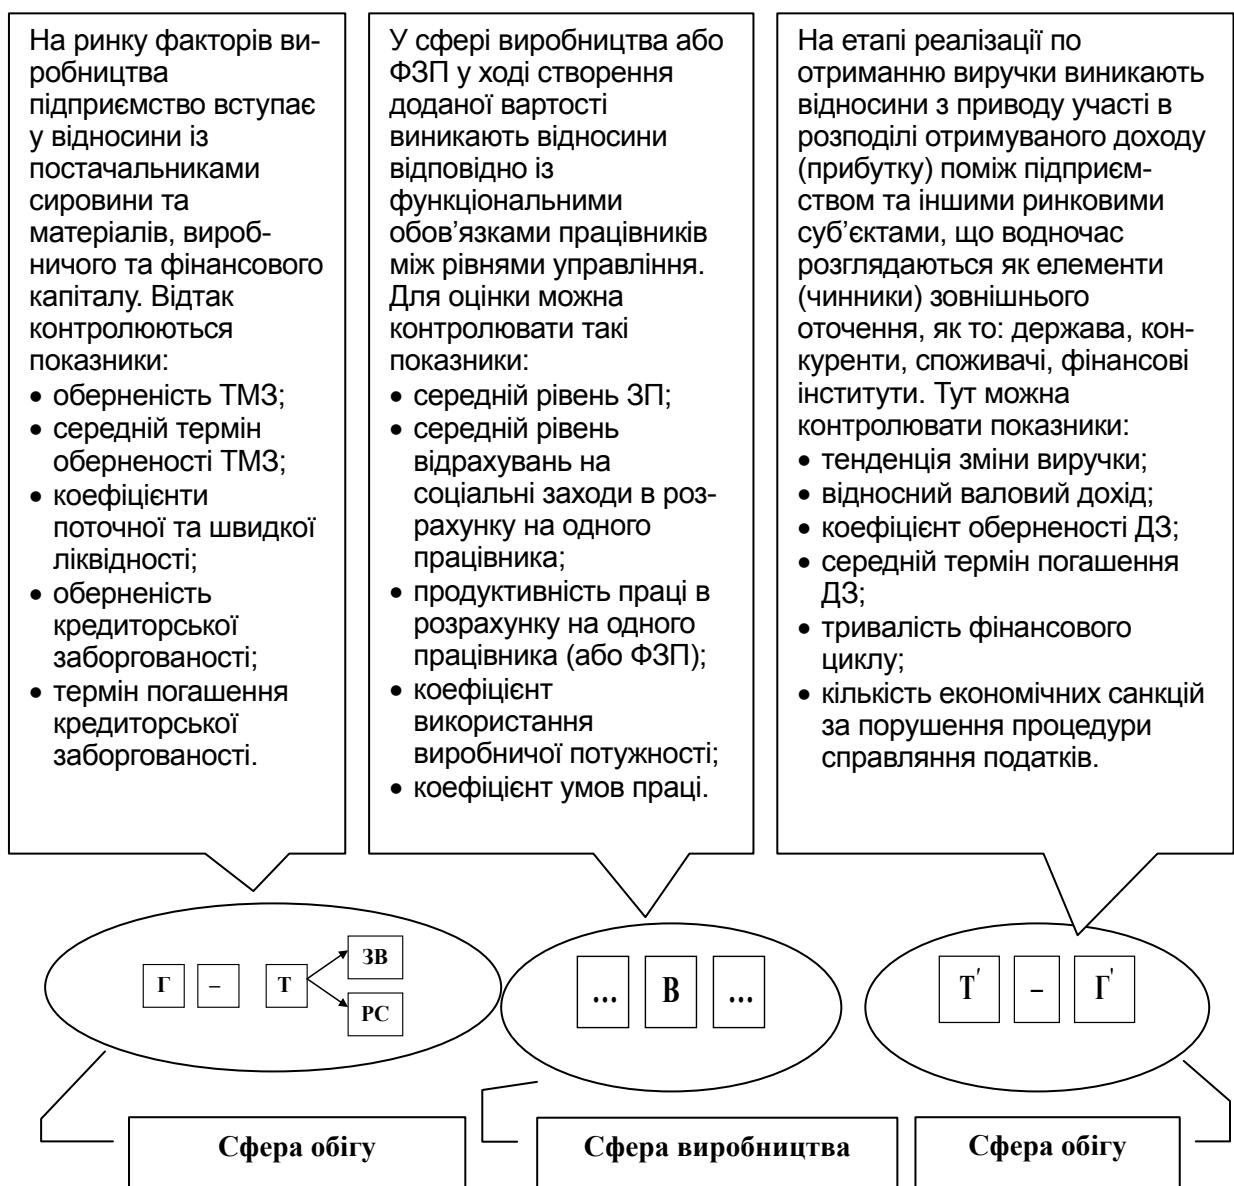 На ринку факторів ви-
робництва
підприємство вступає
у відносини із
постачальниками
сировини та
матеріалів, вироб-
ничого та фінансового
капіталу. Відтак
контролюються
показники:
• оберненість ТМЗ;
• середній термін
оберненості ТМЗ;
• коефіцієнти
поточної та швидкої
ліквідності;
• оберненість
кредиторської
заборгованості;
• термін погашення
кредиторської
заборгованості.
У сфері виробництва або
ФЗП у ході створення
доданої вартості
виникають відносини
відповідно із
функціональними
обов’язками працівників
між рівнями управління.
Для оцінки можна
контролювати такі
показники:
• середній рівень ЗП;
• середній рівень
відрахувань на
соціальні заходи в роз-
рахунку на одного
працівника;
• продуктивність праці в
розрахунку на одного
працівника (або ФЗП);
• коефіцієнт
використання
виробничої потужності;
• коефіцієнт умов праці.
На етапі реалізації по
отриманню виручки виникають
відносини з приводу участі в
розподілі отримуваного доходу
(прибутку) поміж підприєм-
ством та іншими ринковими
суб’єктами, що водночас
розглядаються як елементи
(чинники) зовнішнього
оточення, як то: держава, кон-
куренти, споживачі, фінансові
інститути. Тут можна
контролювати показники:
• тенденція зміни виручки;
• відносний валовий дохід;
• коефіцієнт оберненості ДЗ;
• середній термін погашення
ДЗ;
• тривалість фінансового
циклу;
• кількість економічних санкцій
за порушення процедури
справляння податків.
Г – Т
ЗВ
РС
... В ...
Т' – Г'
Сфера обігу
Сфера виробництва
Сфера обігу